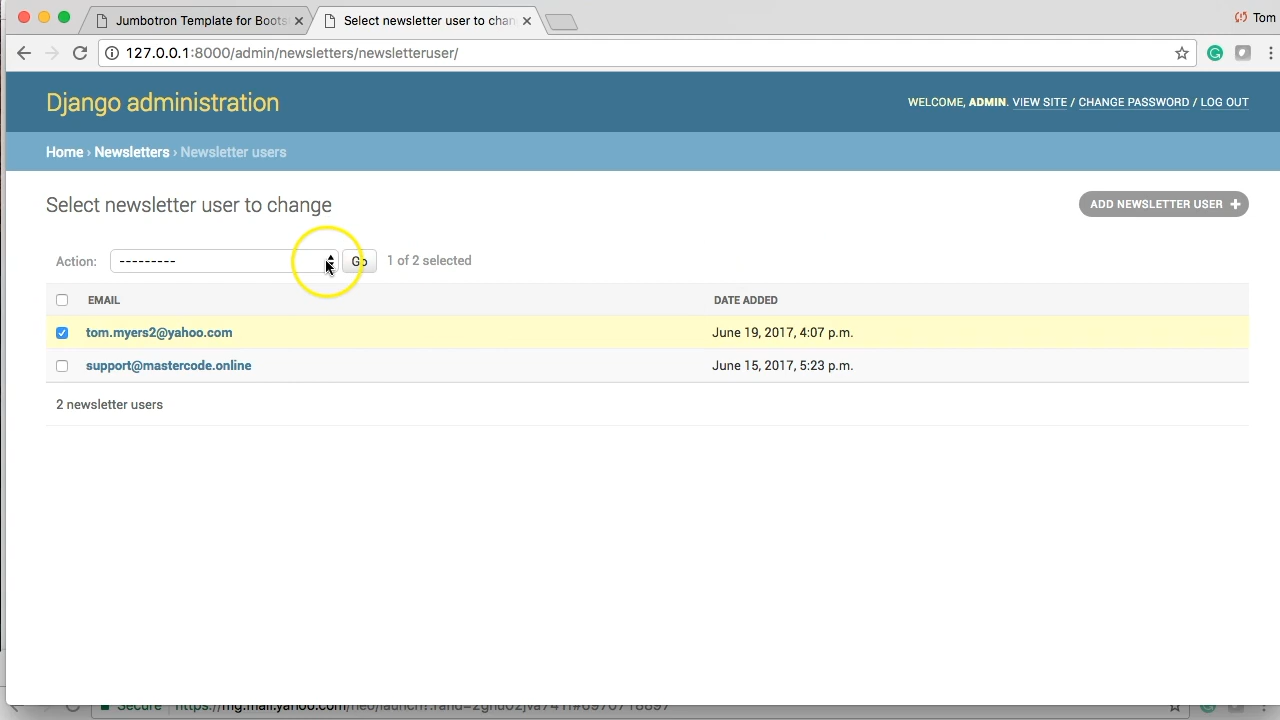 Jumbotron Template for Boots
Select newsletter user to chang
Tom
127.0.0.1:8000/admin/newsletters/newsletteruser/
Django administration
WELCOME, ADMIN. VIEW SITE / CHANGE PASSWORD / LOG OUT
Home › Newsletters › Newsletter users
Select newsletter user to change
ADD NEWSLETTER USER +
Action: --------- Go 1 of 2 selected
EMAIL DATE ADDED
tom.myers2@yahoo.com June 19, 2017, 4:07 p.m.
support@mastercode.online June 15, 2017, 5:23 p.m.
2 newsletter users
Secure